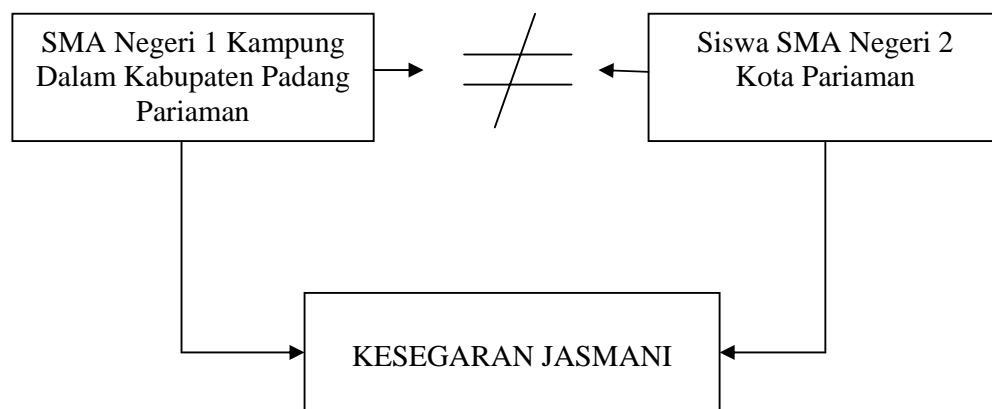 SMA Negeri 1 Kampung
Dalam Kabupaten Padang
Pariaman
Siswa SMA Negeri 2
Kota Pariaman
KESEGARAN JASMANI